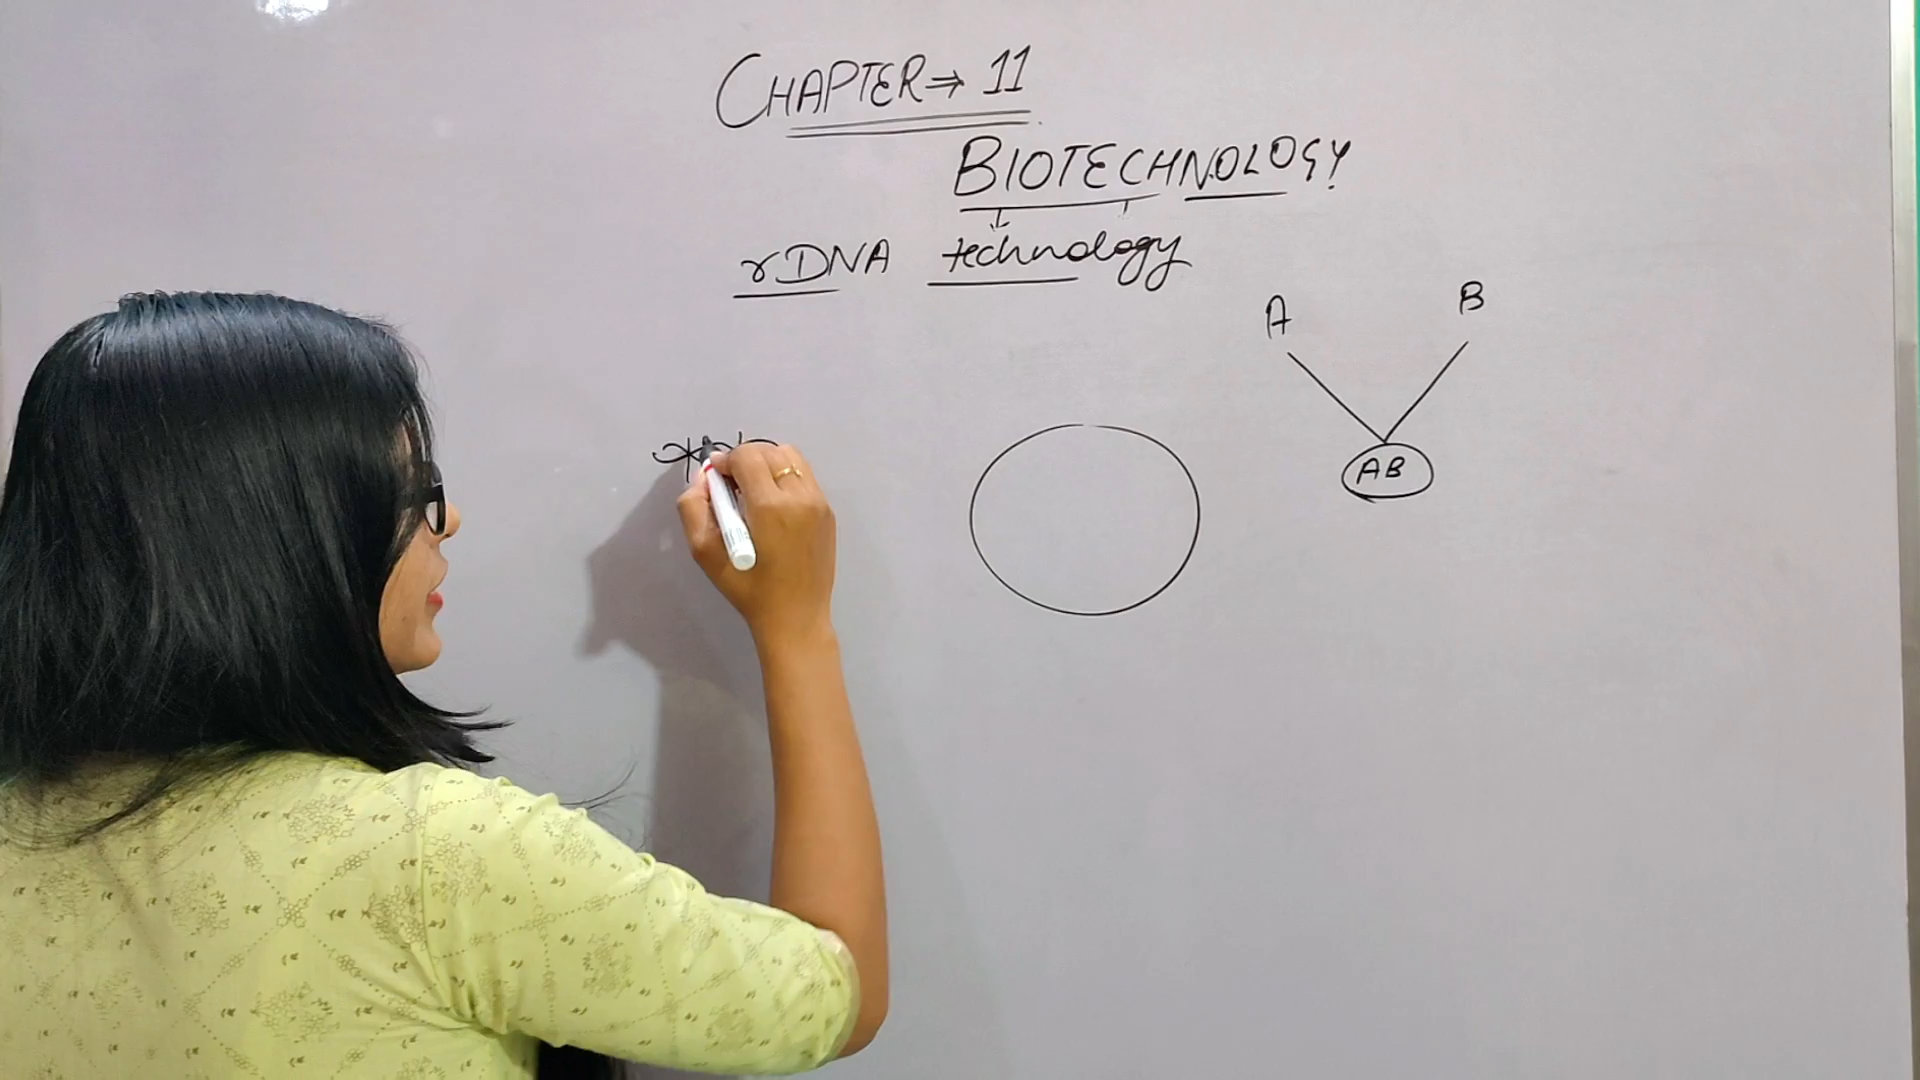 CHAPTER ⇒ 11
BIOTECHNOLOGY
rDNA technology
A B
AB